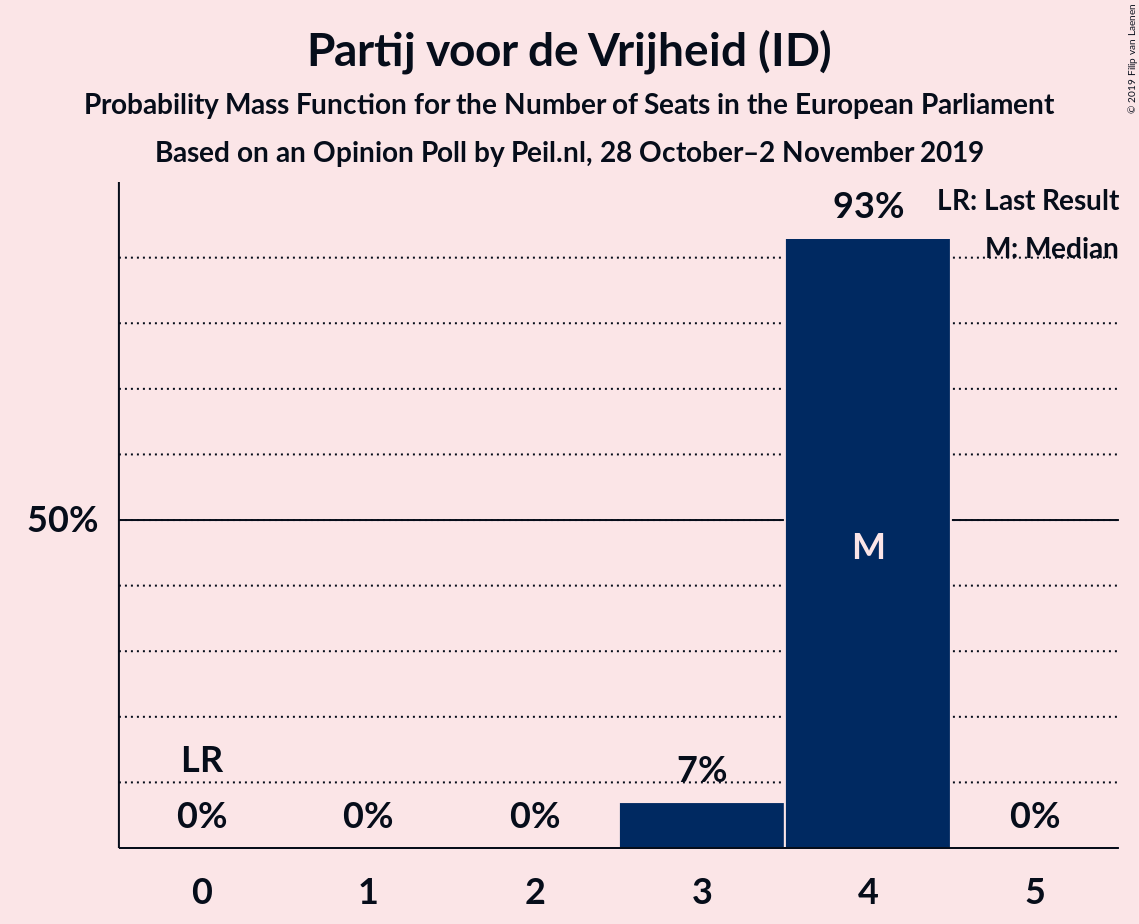 Partij voor de Vrijheid (ID)
Probability Mass Function for the Number of Seats in the European Parliament
Based on an Opinion Poll by Peil.nl, 28 October–2 November 2019
© 2019 Filip van Laenen
LR: Last Result
M: Median
93%
50%
M
LR
7%
0% 0% 0% 0%
0 1 2 3 4 5